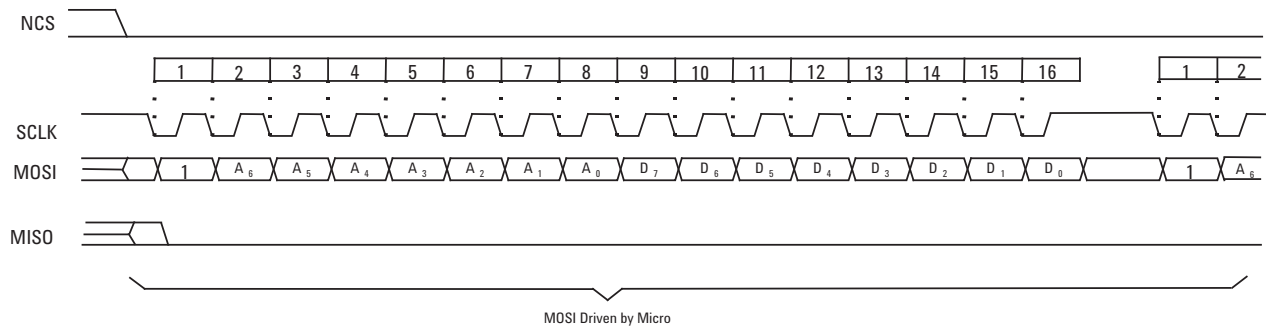 NCS
1 2 3 4 5 6 7 8 9 10 11 12 13 14 15 16 1 2
SCLK
MOSI 1 A6 A5 A4 A3 A2 A1 A0 D7 D6 D5 D4 D3 D2 D1 D0 1 A6
MISO
MOSI Driven by Micro